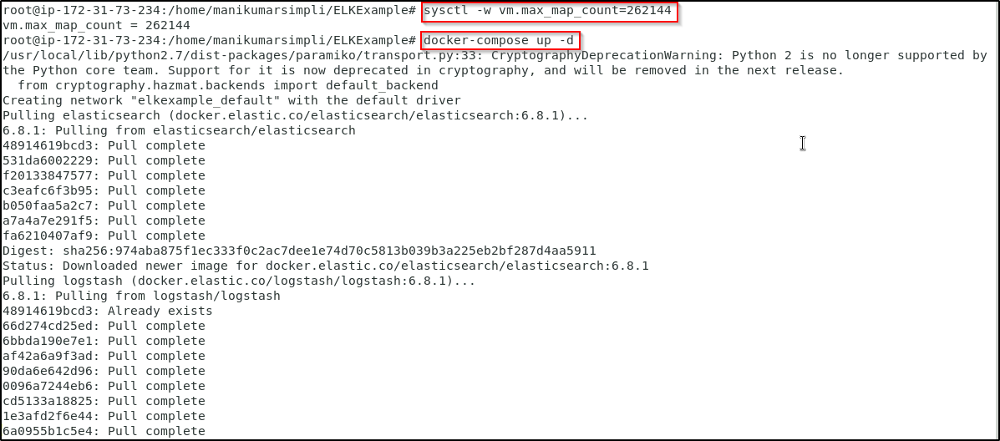 root@ip-172-31-73-234:/home/manikumarsimpli/ELKExample# sysctl -w vm.max_map_count=262144
vm.max_map_count = 262144
root@ip-172-31-73-234:/home/manikumarsimpli/ELKExample# docker-compose up -d
/usr/local/lib/python2.7/dist-packages/paramiko/transport.py:33: CryptographyDeprecationWarning: Python 2 is no longer supported by
the Python core team. Support for it is now deprecated in cryptography, and will be removed in the next release.
  from cryptography.hazmat.backends import default_backend
Creating network "elkexample_default" with the default driver
Pulling elasticsearch (docker.elastic.co/elasticsearch/elasticsearch:6.8.1)...
6.8.1: Pulling from elasticsearch/elasticsearch
48914619bcd3: Pull complete
531da6002229: Pull complete
f20133847577: Pull complete
c3eafc6f3b95: Pull complete
b050faa5a2c7: Pull complete
a7a4a7e291f5: Pull complete
fa6210407af9: Pull complete
Digest: sha256:974aba875f1ec333f0c2ac7dee1e74d70c5813b039b3a225eb2bf287d4aa5911
Status: Downloaded newer image for docker.elastic.co/elasticsearch/elasticsearch:6.8.1
Pulling logstash (docker.elastic.co/logstash/logstash:6.8.1)...
6.8.1: Pulling from logstash/logstash
48914619bcd3: Already exists
66d274cd25ed: Pull complete
6bbda190e7e1: Pull complete
af42a6a9f3ad: Pull complete
90da6e642d96: Pull complete
0096a7244eb6: Pull complete
cd5133a18825: Pull complete
1e3afd2f6e44: Pull complete
6a0955b1c5e4: Pull complete